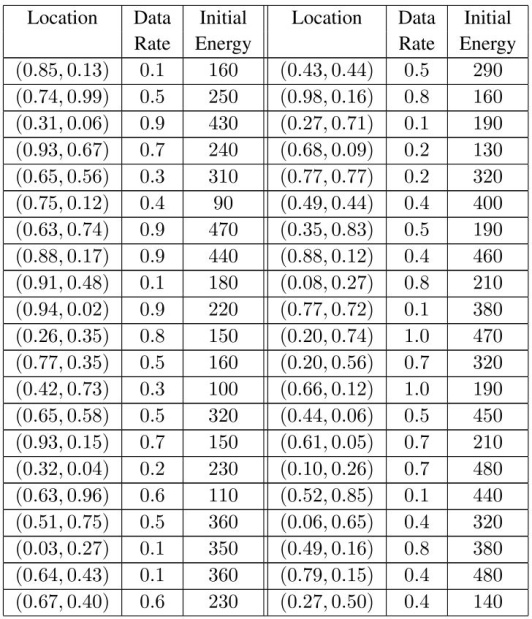 Location Data Initial Location Data Initial
Rate Energy Rate Energy
(0.85, 0.13) 0.1 160 (0.43, 0.44) 0.5 290
(0.74, 0.99) 0.5 250 (0.98, 0.16) 0.8 160
(0.31, 0.06) 0.9 430 (0.27, 0.71) 0.1 190
(0.93, 0.67) 0.7 240 (0.68, 0.09) 0.2 130
(0.65, 0.56) 0.3 310 (0.77, 0.77) 0.2 320
(0.75, 0.12) 0.4 90 (0.49, 0.44) 0.4 400
(0.63, 0.74) 0.9 470 (0.35, 0.83) 0.5 190
(0.88, 0.17) 0.9 440 (0.88, 0.12) 0.4 460
(0.91, 0.48) 0.1 180 (0.08, 0.27) 0.8 210
(0.94, 0.02) 0.9 220 (0.77, 0.72) 0.1 380
(0.26, 0.35) 0.8 150 (0.20, 0.74) 1.0 470
(0.77, 0.35) 0.5 160 (0.20, 0.56) 0.7 320
(0.42, 0.73) 0.3 100 (0.66, 0.12) 1.0 190
(0.65, 0.58) 0.5 320 (0.44, 0.06) 0.5 450
(0.93, 0.15) 0.7 150 (0.61, 0.05) 0.7 210
(0.32, 0.04) 0.2 230 (0.10, 0.26) 0.7 480
(0.63, 0.96) 0.6 110 (0.52, 0.85) 0.1 440
(0.51, 0.75) 0.5 360 (0.06, 0.65) 0.4 320
(0.03, 0.27) 0.1 350 (0.49, 0.16) 0.8 380
(0.64, 0.43) 0.1 360 (0.79, 0.15) 0.4 480
(0.67, 0.40) 0.6 230 (0.27, 0.50) 0.4 140